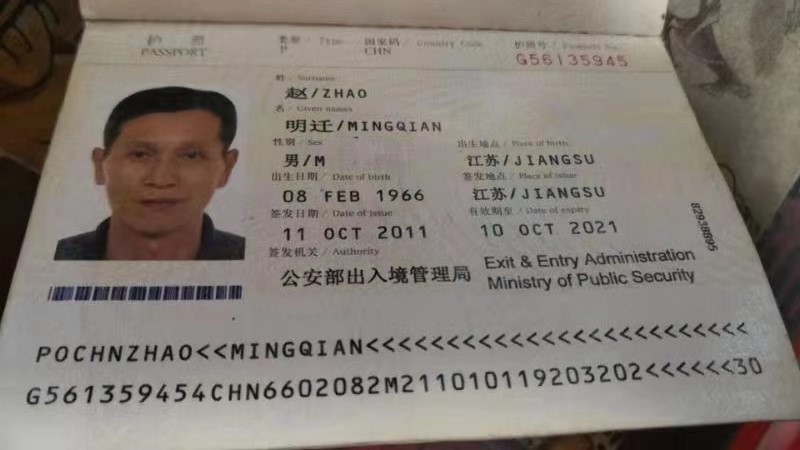 护照
PASSPORT
Type
国家码 / Country Code
CHN
护照号 / Passport No.
G56135945
姓 / Surname
赵/ZHAO
名 / Given names
明迁/MINGQIAN
性别 / Sex
男/M
出生地点 / Place of birth
江苏/JIANGSU
出生日期 / Date of birth
08 FEB 1966
签发地点 / Place of issue
江苏/JIANGSU
签发日期 / Date of issue
11 OCT 2011
有效期至 / Date of expiry
10 OCT 2021
签发机关 / Authority
公安部出入境管理局
Exit & Entry Administration
Ministry of Public Security
POCHNZHAO<<MINGQIAN<<<<<<<<<<<<<<<<<<<<<<<<<
G561359454CHN6602082M211010119203202<<<<<<30